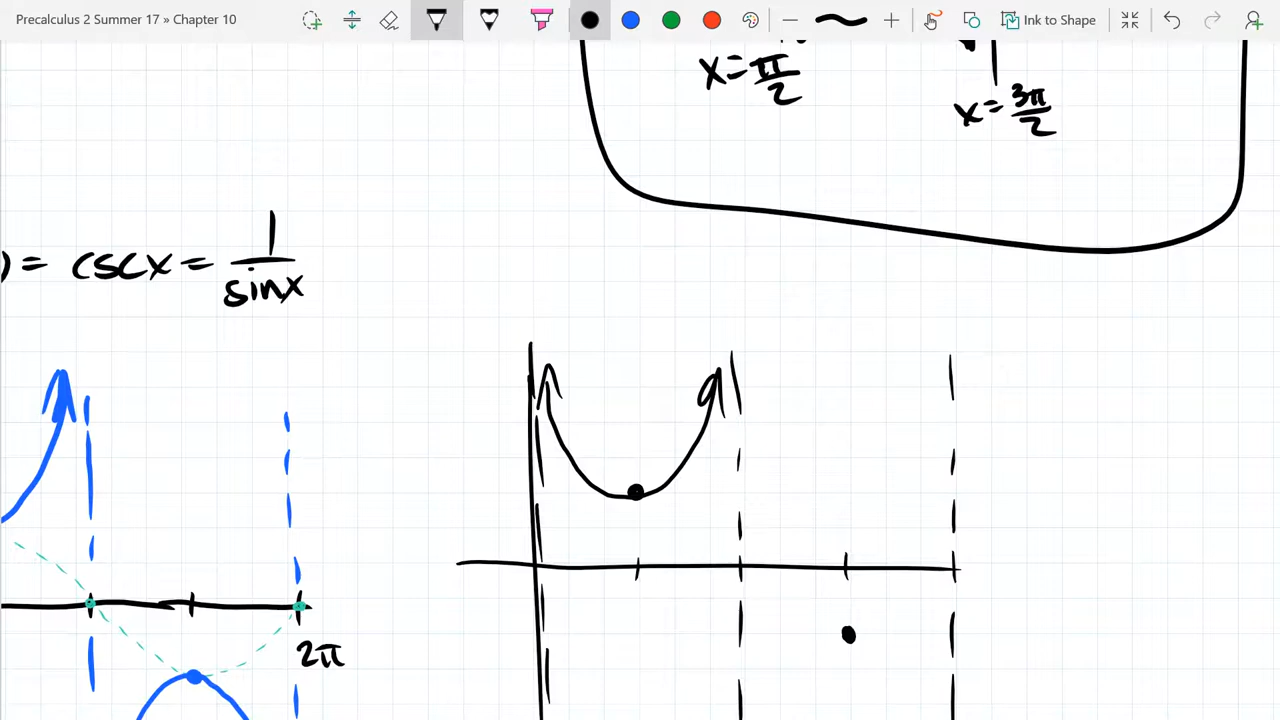 Precalculus 2 Summer 17 » Chapter 10
Ink to Shape
x = π/2
x = 3π/2
) = cscx = 1/sinx
2π